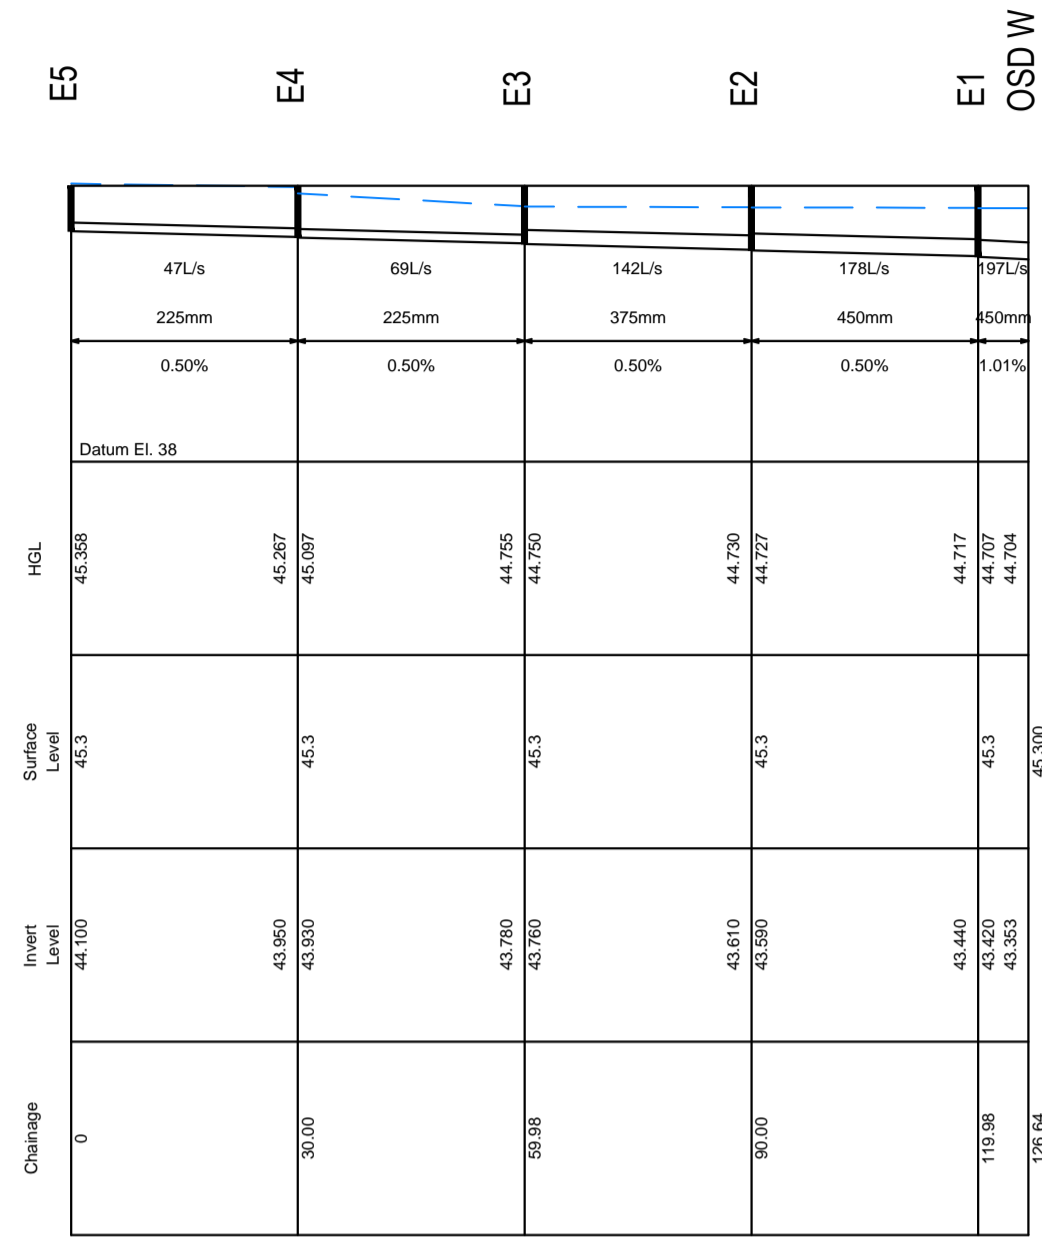 E5
E4
E3
E2
E1
OSD W
47L/s
69L/s
142L/s
178L/s
197L/s
225mm
225mm
375mm
450mm
450mm
0.50%
0.50%
0.50%
0.50%
1.01%
Datum El. 38
HGL
45.358
45.267
45.097
44.755
44.750
44.730
44.727
44.717
44.707
44.704
Surface
Level
45.3
45.3
45.3
45.3
45.3
45.300
Invert
Level
44.100
43.950
43.930
43.780
43.760
43.610
43.590
43.440
43.420
43.353
Chainage
0
30.00
59.98
90.00
119.98
126.64